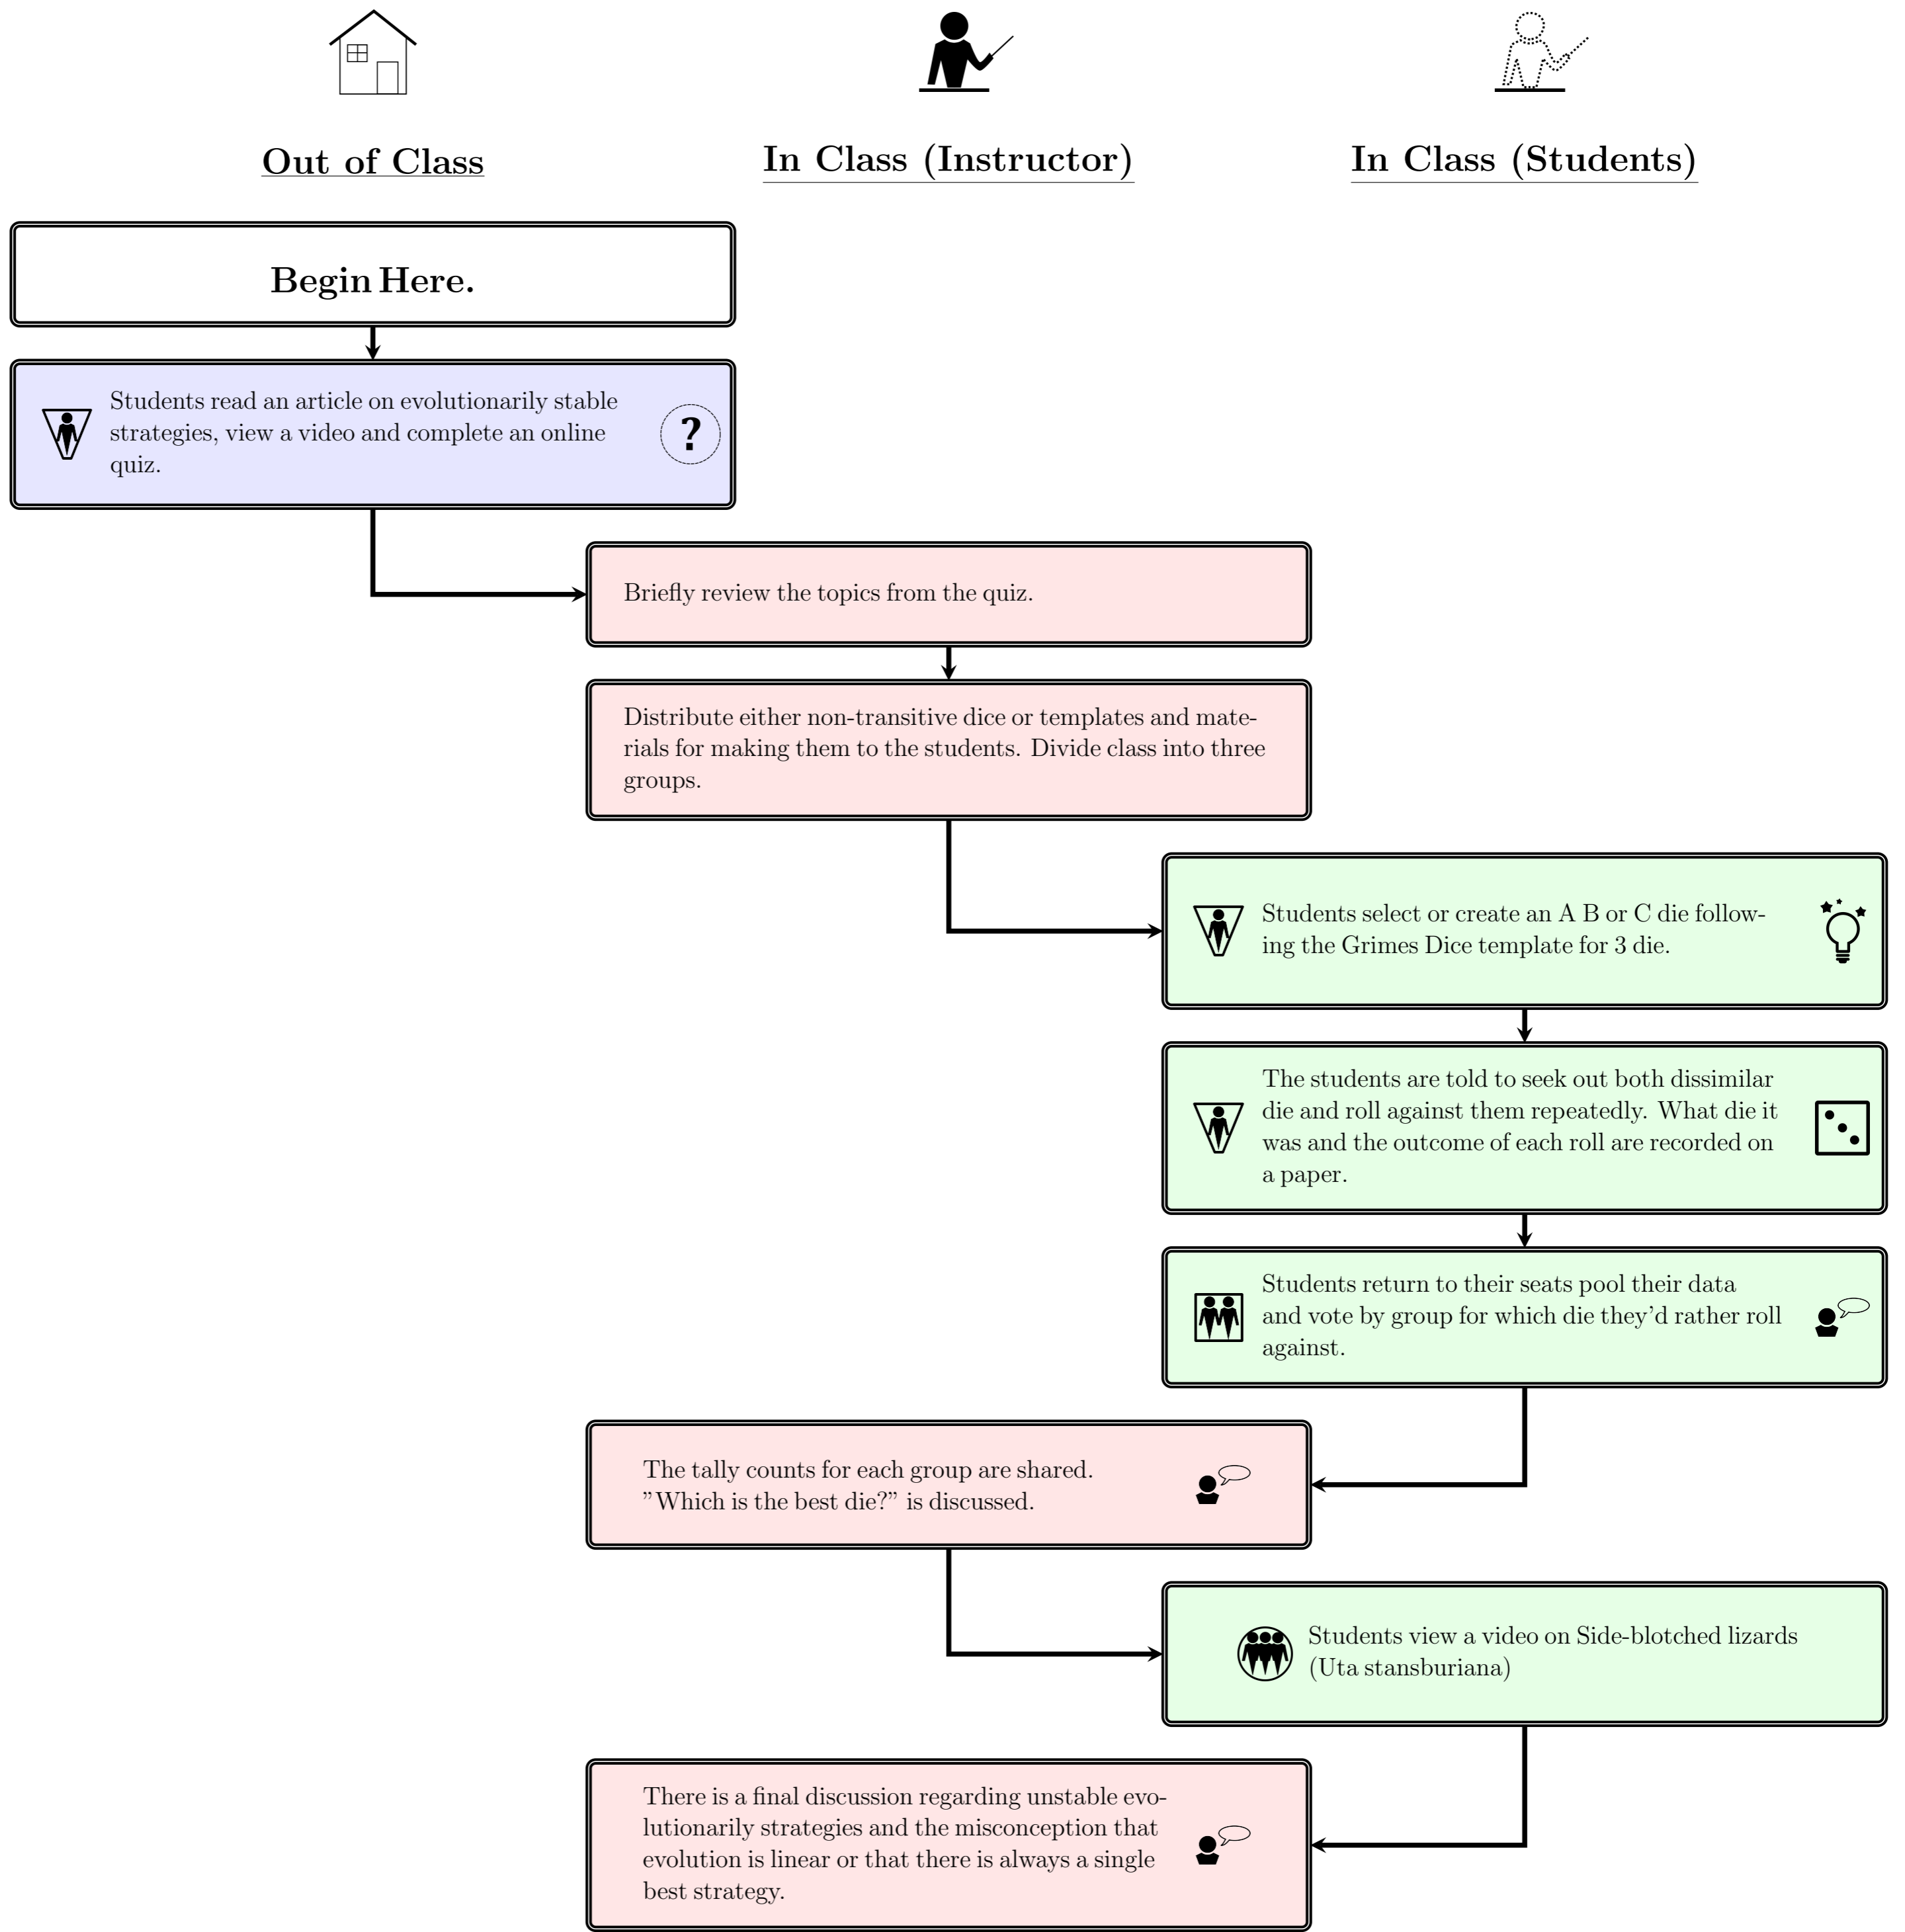 Out of Class
In Class (Instructor)
In Class (Students)
Begin Here.
Students read an article on evolutionarily stable
strategies, view a video and complete an online
quiz.
?
Briefly review the topics from the quiz.
Distribute either non-transitive dice or templates and mate-
rials for making them to the students. Divide class into three
groups.
Students select or create an A B or C die follow-
ing the Grimes Dice template for 3 die.
The students are told to seek out both dissimilar
die and roll against them repeatedly. What die it
was and the outcome of each roll are recorded on
a paper.
Students return to their seats pool their data
and vote by group for which die they'd rather roll
against.
The tally counts for each group are shared.
”Which is the best die?” is discussed.
Students view a video on Side-blotched lizards
(Uta stansburiana)
There is a final discussion regarding unstable evo-
lutionarily strategies and the misconception that
evolution is linear or that there is always a single
best strategy.